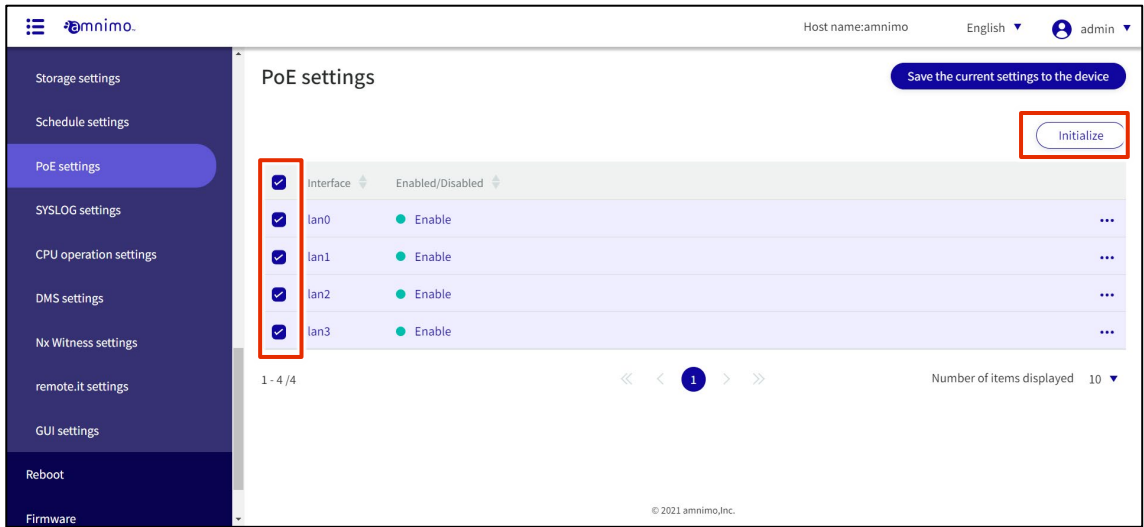 amnimo
Host name:amnimo
English
admin
Storage settings
Schedule settings
PoE settings
SYSLOG settings
CPU operation settings
DMS settings
Nx Witness settings
remote.it settings
GUI settings
Reboot
Firmware
PoE settings
Save the current settings to the device
Initialize
Interface Enabled/Disabled
lan0 Enable
lan1 Enable
lan2 Enable
lan3 Enable
1 - 4 /4
1
Number of items displayed 10
© 2021 amnimo,Inc.